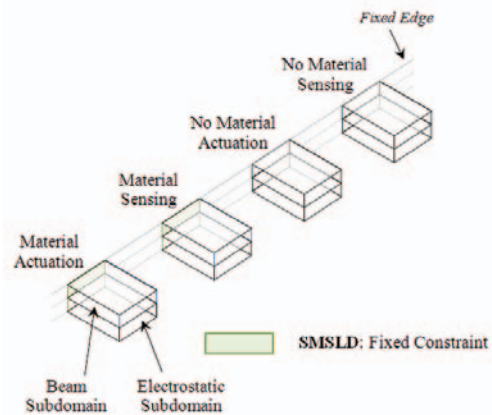 Fixed Edge
No Material
Sensing
No Material
Actuation
Material
Sensing
Material
Actuation
SMSLD: Fixed Constraint
Beam
Subdomain
Electrostatic
Subdomain